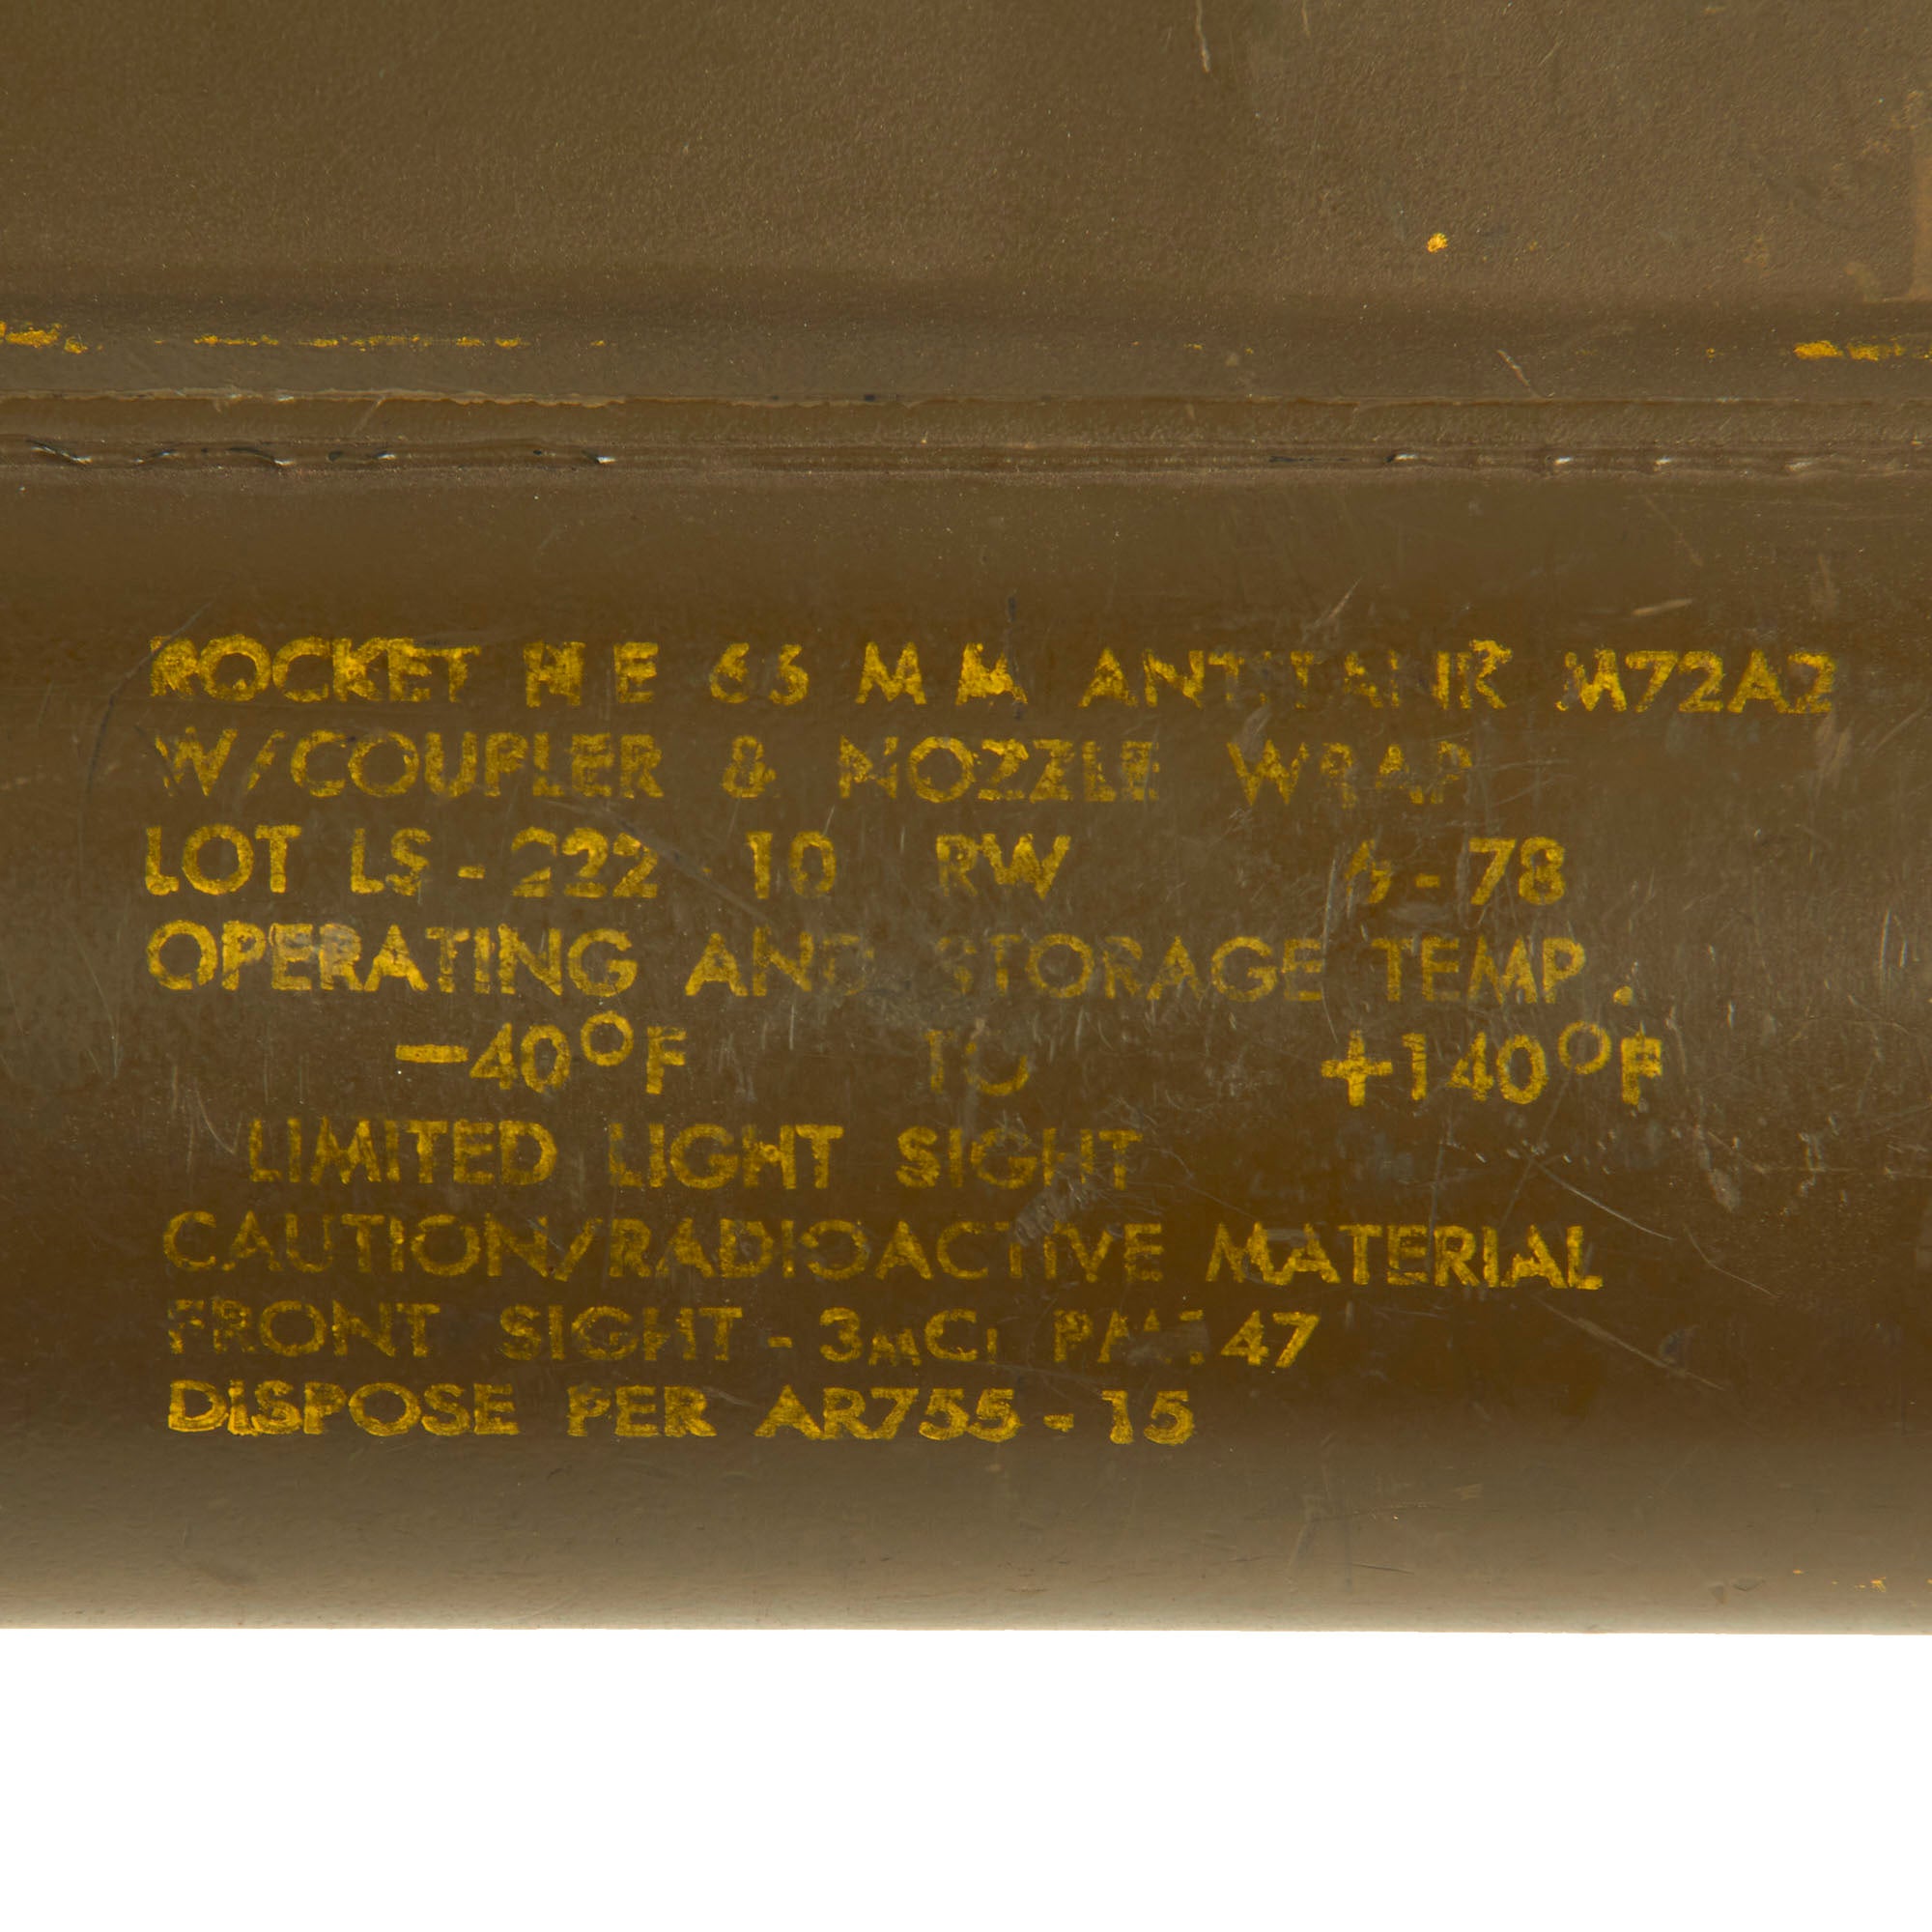 ROCKET HE 66 MM ANTITANK M72A2
W/COUPLER & NOZZLE WRAP
LOT LS-222-10 RW 6-78
OPERATING AND STORAGE TEMP.
-40°F TO +140°F
LIMITED LIGHT SIGHT
CAUTION/RADIOACTIVE MATERIAL
FRONT SIGHT-3mCi 47
DISPOSE PER AR755-15